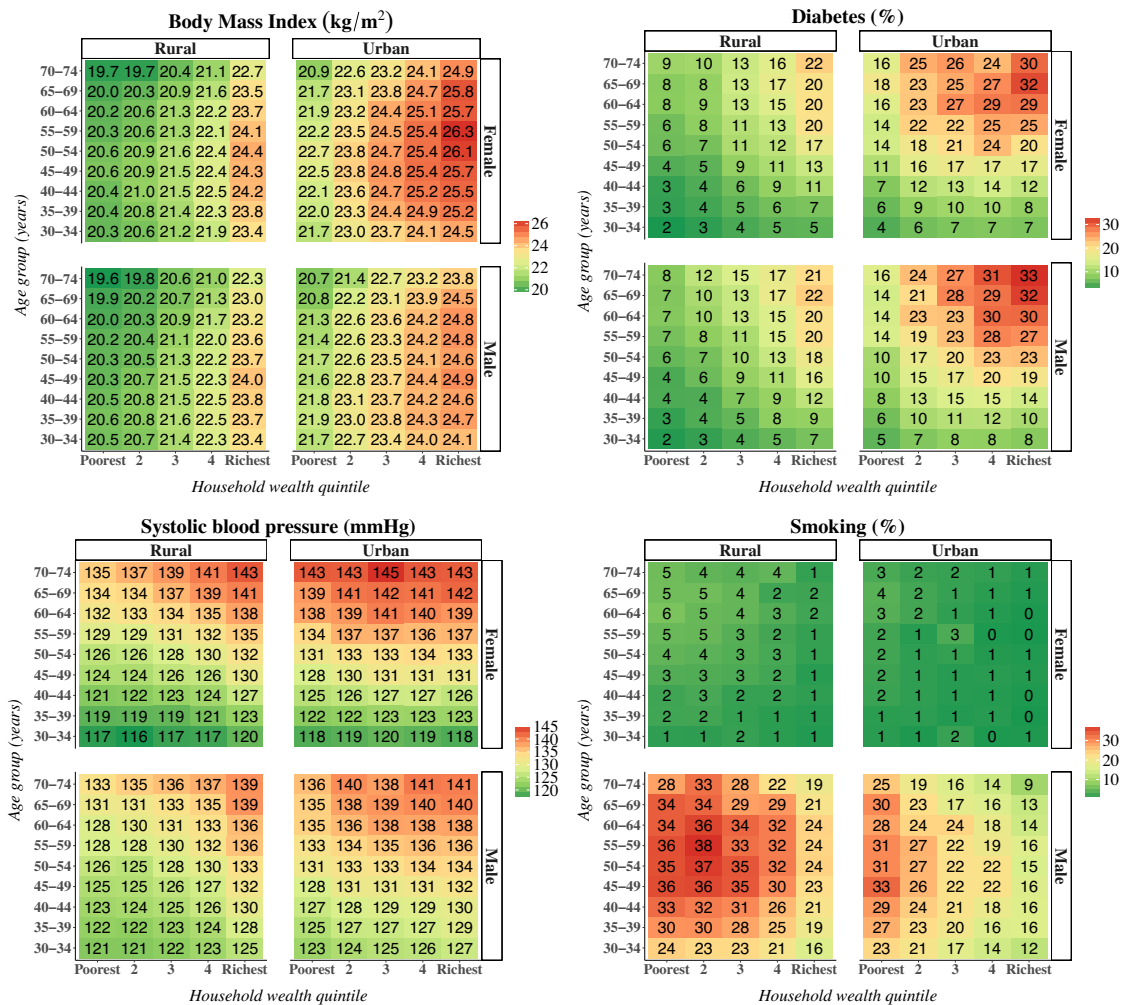 Body Mass Index (kg/m²)
Rural Urban
70–74 19.7 19.7 20.4 21.1 22.7 20.9 22.6 23.2 24.1 24.9
65–69 20.0 20.3 20.9 21.6 23.5 21.7 23.1 23.8 24.7 25.8
60–64 20.2 20.6 21.3 22.2 23.7 21.9 23.2 24.4 25.1 25.7
55–59 20.3 20.6 21.3 22.1 24.1 22.2 23.5 24.5 25.4 26.3
50–54 20.6 20.9 21.6 22.4 24.4 22.7 23.8 24.7 25.4 26.1
45–49 20.6 20.9 21.5 22.4 24.3 22.5 23.8 24.8 25.4 25.7
40–44 20.4 21.0 21.5 22.5 24.2 22.1 23.6 24.7 25.2 25.5
35–39 20.4 20.8 21.4 22.3 23.8 22.0 23.3 24.4 24.9 25.2
30–34 20.3 20.6 21.2 21.9 23.4 21.7 23.0 23.7 24.1 24.5
Female
70–74 19.6 19.8 20.6 21.0 22.3 20.7 21.4 22.7 23.2 23.8
65–69 19.9 20.2 20.7 21.3 23.0 20.8 22.2 23.1 23.9 24.5
60–64 20.0 20.3 20.9 21.7 23.2 21.3 22.6 23.6 24.2 24.8
55–59 20.2 20.4 21.1 22.0 23.6 21.6 22.6 23.4 24.2 24.8
50–54 20.3 20.5 21.3 22.2 23.7 21.7 22.6 23.5 24.1 24.6
45–49 20.3 20.7 21.5 22.3 24.0 21.6 22.8 23.7 24.4 24.9
40–44 20.5 20.8 21.5 22.5 23.8 21.8 23.1 23.7 24.2 24.6
35–39 20.6 20.8 21.6 22.5 23.7 21.9 23.0 23.8 24.3 24.7
30–34 20.5 20.7 21.4 22.3 23.4 21.7 22.7 23.4 24.0 24.1
Male
Poorest 2 3 4 Richest Poorest 2 3 4 Richest
Household wealth quintile
Age group (years)
26
24
22
20
Diabetes (%)
Rural Urban
70–74 9 10 13 16 22 16 25 26 24 30
65–69 8 8 13 17 20 18 23 25 27 32
60–64 8 9 13 15 20 16 23 27 29 29
55–59 6 8 11 13 20 14 22 22 25 25
50–54 6 7 11 12 17 14 18 21 24 20
45–49 4 5 9 11 13 11 16 17 17 17
40–44 3 4 6 9 11 7 12 13 14 12
35–39 3 4 5 6 7 6 9 10 10 8
30–34 2 3 4 5 5 4 6 7 7 7
Female
70–74 8 12 15 17 21 16 24 27 31 33
65–69 7 10 13 17 22 14 21 28 29 32
60–64 7 10 13 15 20 14 23 23 30 30
55–59 7 8 11 15 20 14 19 23 28 27
50–54 6 7 10 13 18 10 17 20 23 23
45–49 4 6 9 11 16 10 15 17 20 19
40–44 4 4 7 9 12 8 13 15 15 14
35–39 3 4 5 8 9 6 10 11 12 10
30–34 2 3 4 5 7 5 7 8 8 8
Male
Poorest 2 3 4 Richest Poorest 2 3 4 Richest
Household wealth quintile
Age group (years)
30
20
10
Systolic blood pressure (mmHg)
Rural Urban
70–74 135 137 139 141 143 143 143 145 143 143
65–69 134 134 137 139 141 139 141 142 141 142
60–64 132 133 134 135 138 138 139 141 140 139
55–59 129 129 131 132 135 134 137 137 136 137
50–54 126 126 128 130 132 131 133 133 134 133
45–49 124 124 126 126 130 128 130 131 131 131
40–44 121 122 123 124 127 125 126 127 127 126
35–39 119 119 119 121 123 122 122 123 123 123
30–34 117 116 117 117 120 118 119 120 119 118
Female
70–74 133 135 136 137 139 136 140 138 141 141
65–69 131 131 133 135 139 135 138 139 140 140
60–64 128 130 131 133 136 135 136 138 138 138
55–59 128 128 130 132 136 133 134 135 136 136
50–54 126 125 128 130 133 131 133 133 134 134
45–49 125 125 126 127 132 128 131 131 131 132
40–44 123 124 125 126 130 127 128 129 129 130
35–39 122 122 123 124 128 125 127 127 127 129
30–34 121 121 122 123 125 123 124 125 126 127
Male
Poorest 2 3 4 Richest Poorest 2 3 4 Richest
Household wealth quintile
Age group (years)
145
140
135
130
125
120
Smoking (%)
Rural Urban
70–74 5 4 4 4 1 3 2 2 1 1
65–69 5 5 4 2 2 4 2 1 1 1
60–64 6 5 4 3 2 3 2 1 1 0
55–59 5 5 3 2 1 2 1 3 0 0
50–54 4 4 3 3 1 2 1 1 1 1
45–49 3 3 3 2 1 2 1 1 1 1
40–44 2 3 2 2 1 2 1 1 1 0
35–39 2 2 1 1 1 1 1 1 1 0
30–34 1 1 2 1 1 1 1 2 0 1
Female
70–74 28 33 28 22 19 25 19 16 14 9
65–69 34 34 29 29 21 30 23 17 16 13
60–64 34 36 34 32 24 28 24 24 18 14
55–59 36 38 33 32 24 31 27 22 19 16
50–54 35 37 35 32 24 31 27 22 22 15
45–49 36 36 35 30 23 33 26 22 22 16
40–44 33 32 31 26 21 29 24 21 18 16
35–39 30 30 28 25 19 27 23 20 16 16
30–34 24 23 23 21 16 23 21 17 14 12
Male
Poorest 2 3 4 Richest Poorest 2 3 4 Richest
Household wealth quintile
Age group (years)
30
20
10